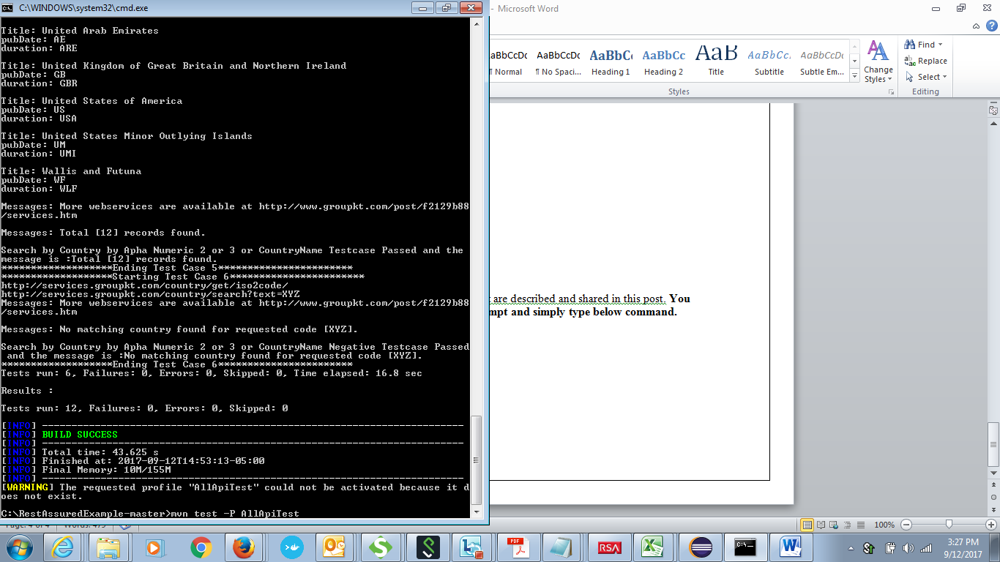 C:\WINDOWS\system32\cmd.exe
Title: United Arab Emirates
pubDate: AE
duration: ARE
Title: United Kingdom of Great Britain and Northern Ireland
pubDate: GB
duration: GBR
Title: United States of America
pubDate: US
duration: USA
Title: United States Minor Outlying Islands
pubDate: UM
duration: UMI
Title: Wallis and Futuna
pubDate: WF
duration: WLF
Messages: More webservices are available at http://www.groupkt.com/post/f2129b88
/services.htm
Messages: Total [12] records found.
Search by Country by Apha Numeric 2 or 3 or CountryName Testcase Passed and the
message is :Total [12] records found.
*******************Ending Test Case 5***********************
*******************Starting Test Case 6***********************
http://services.groupkt.com/country/get/iso2code/
http://services.groupkt.com/country/search?text=XYZ
Messages: More webservices are available at http://www.groupkt.com/post/f2129b88
/services.htm
Messages: No matching country found for requested code [XYZ].
Search by Country by Apha Numeric 2 or 3 or CountryName Negative Testcase Passed
 and the message is :No matching country found for requested code [XYZ].
*******************Ending Test Case 6***********************
Tests run: 6, Failures: 0, Errors: 0, Skipped: 0, Time elapsed: 16.8 sec
Results :
Tests run: 12, Failures: 0, Errors: 0, Skipped: 0
[INFO] ------------------------------------------------------------------------
[INFO] BUILD SUCCESS
[INFO] ------------------------------------------------------------------------
[INFO] Total time: 43.625 s
[INFO] Finished at: 2017-09-12T14:53:13-05:00
[INFO] Final Memory: 10M/155M
[INFO] ------------------------------------------------------------------------
[WARNING] The requested profile "AllApiTest" could not be activated because it d
oes not exist.
C:\RestAssuredExample-master>mvn test -P AllApiTest
- Microsoft Word
AaBbCcDc AaBbCcDc AaBbCc AaBbCc AaB AaBbCc. AaBbCcDc
¶ Normal ¶ No Spaci... Heading 1 Heading 2 Title Subtitle Subtle Em...
Change
Styles
Find
Replace
Select
Styles
Editing
t are described and shared in this post. You
mpt and simply type below command.
Page: 4 of 4 Words: 475
100%
PDF
RSA
3:27 PM
9/12/2017